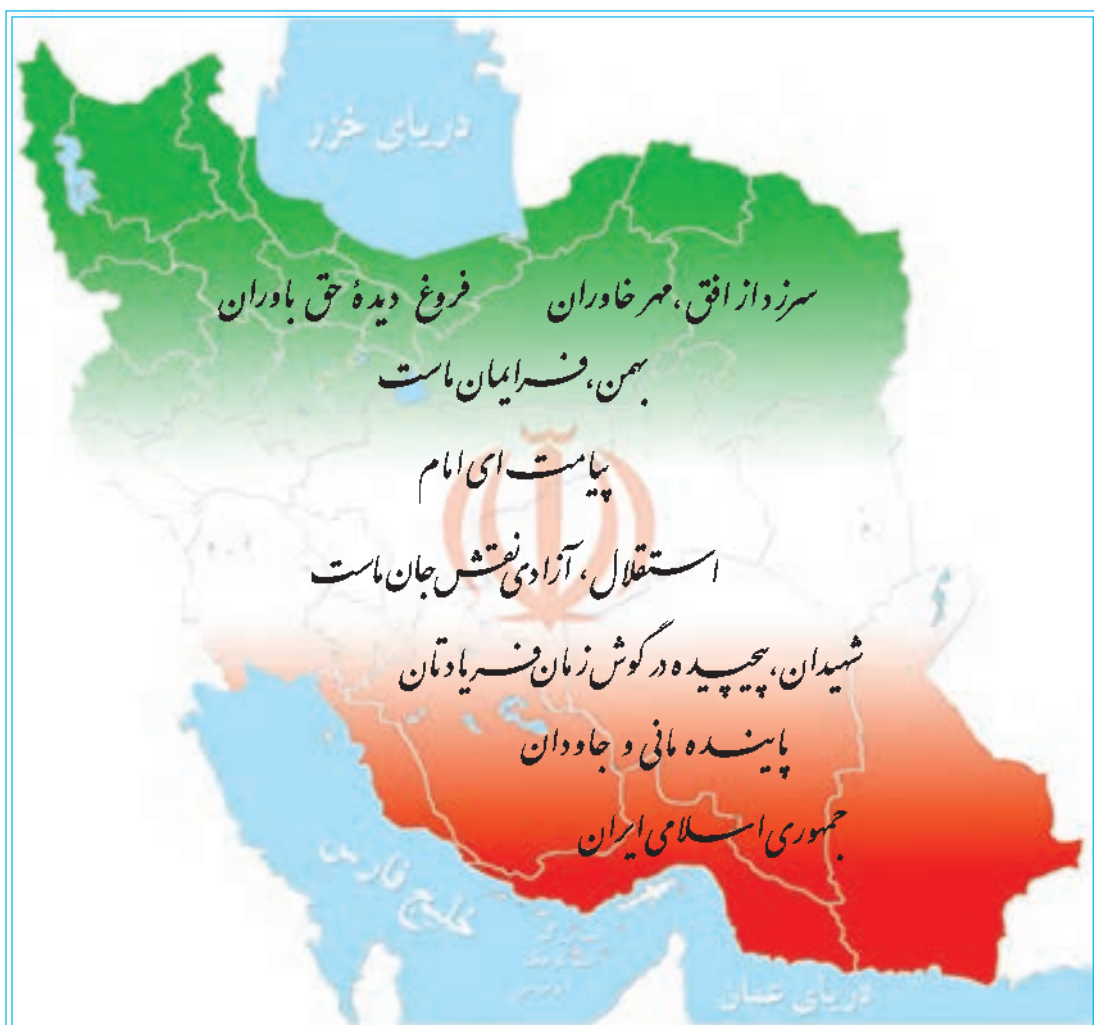 دریای خزر
سرزد از افق، مهر خاوران فروغ دیدهٔ حق باوران
بهمن، فر ایمان ماست
پیامت ای امام
استقلال، آزادی نقش جان ماست
شهیدان، پیچیده در گوش زمان فریادتان
پاینده مانی و جاودان
جمهوری اسلامی ایران
خلیج فارس
دریای عمان